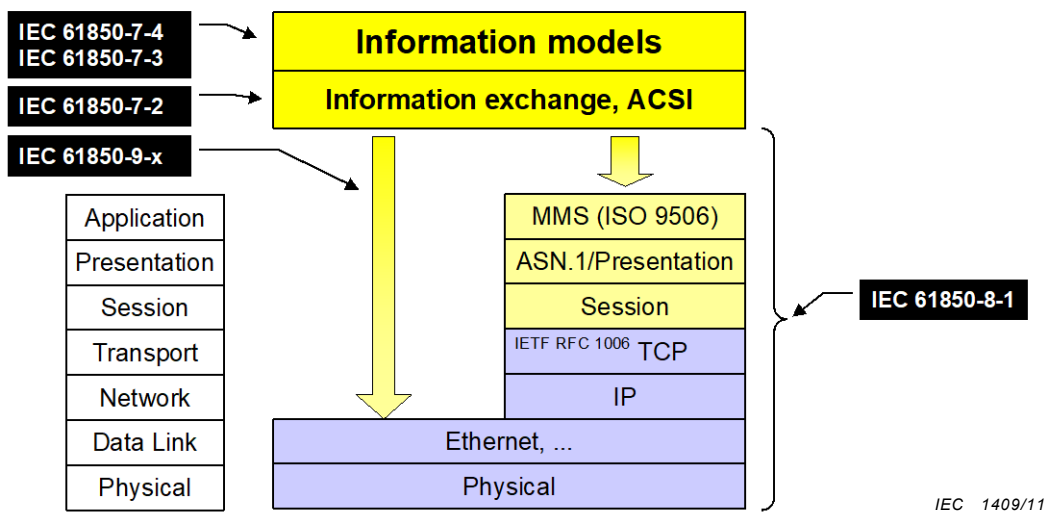 IEC 61850-7-4
IEC 61850-7-3
Information models
IEC 61850-7-2
Information exchange, ACSI
IEC 61850-9-x
Application
Presentation
Session
Transport
Network
Data Link
Physical
MMS (ISO 9506)
ASN.1/Presentation
Session
IETF RFC 1006 TCP
IP
Ethernet, ...
Physical
IEC 61850-8-1
IEC 1409/11